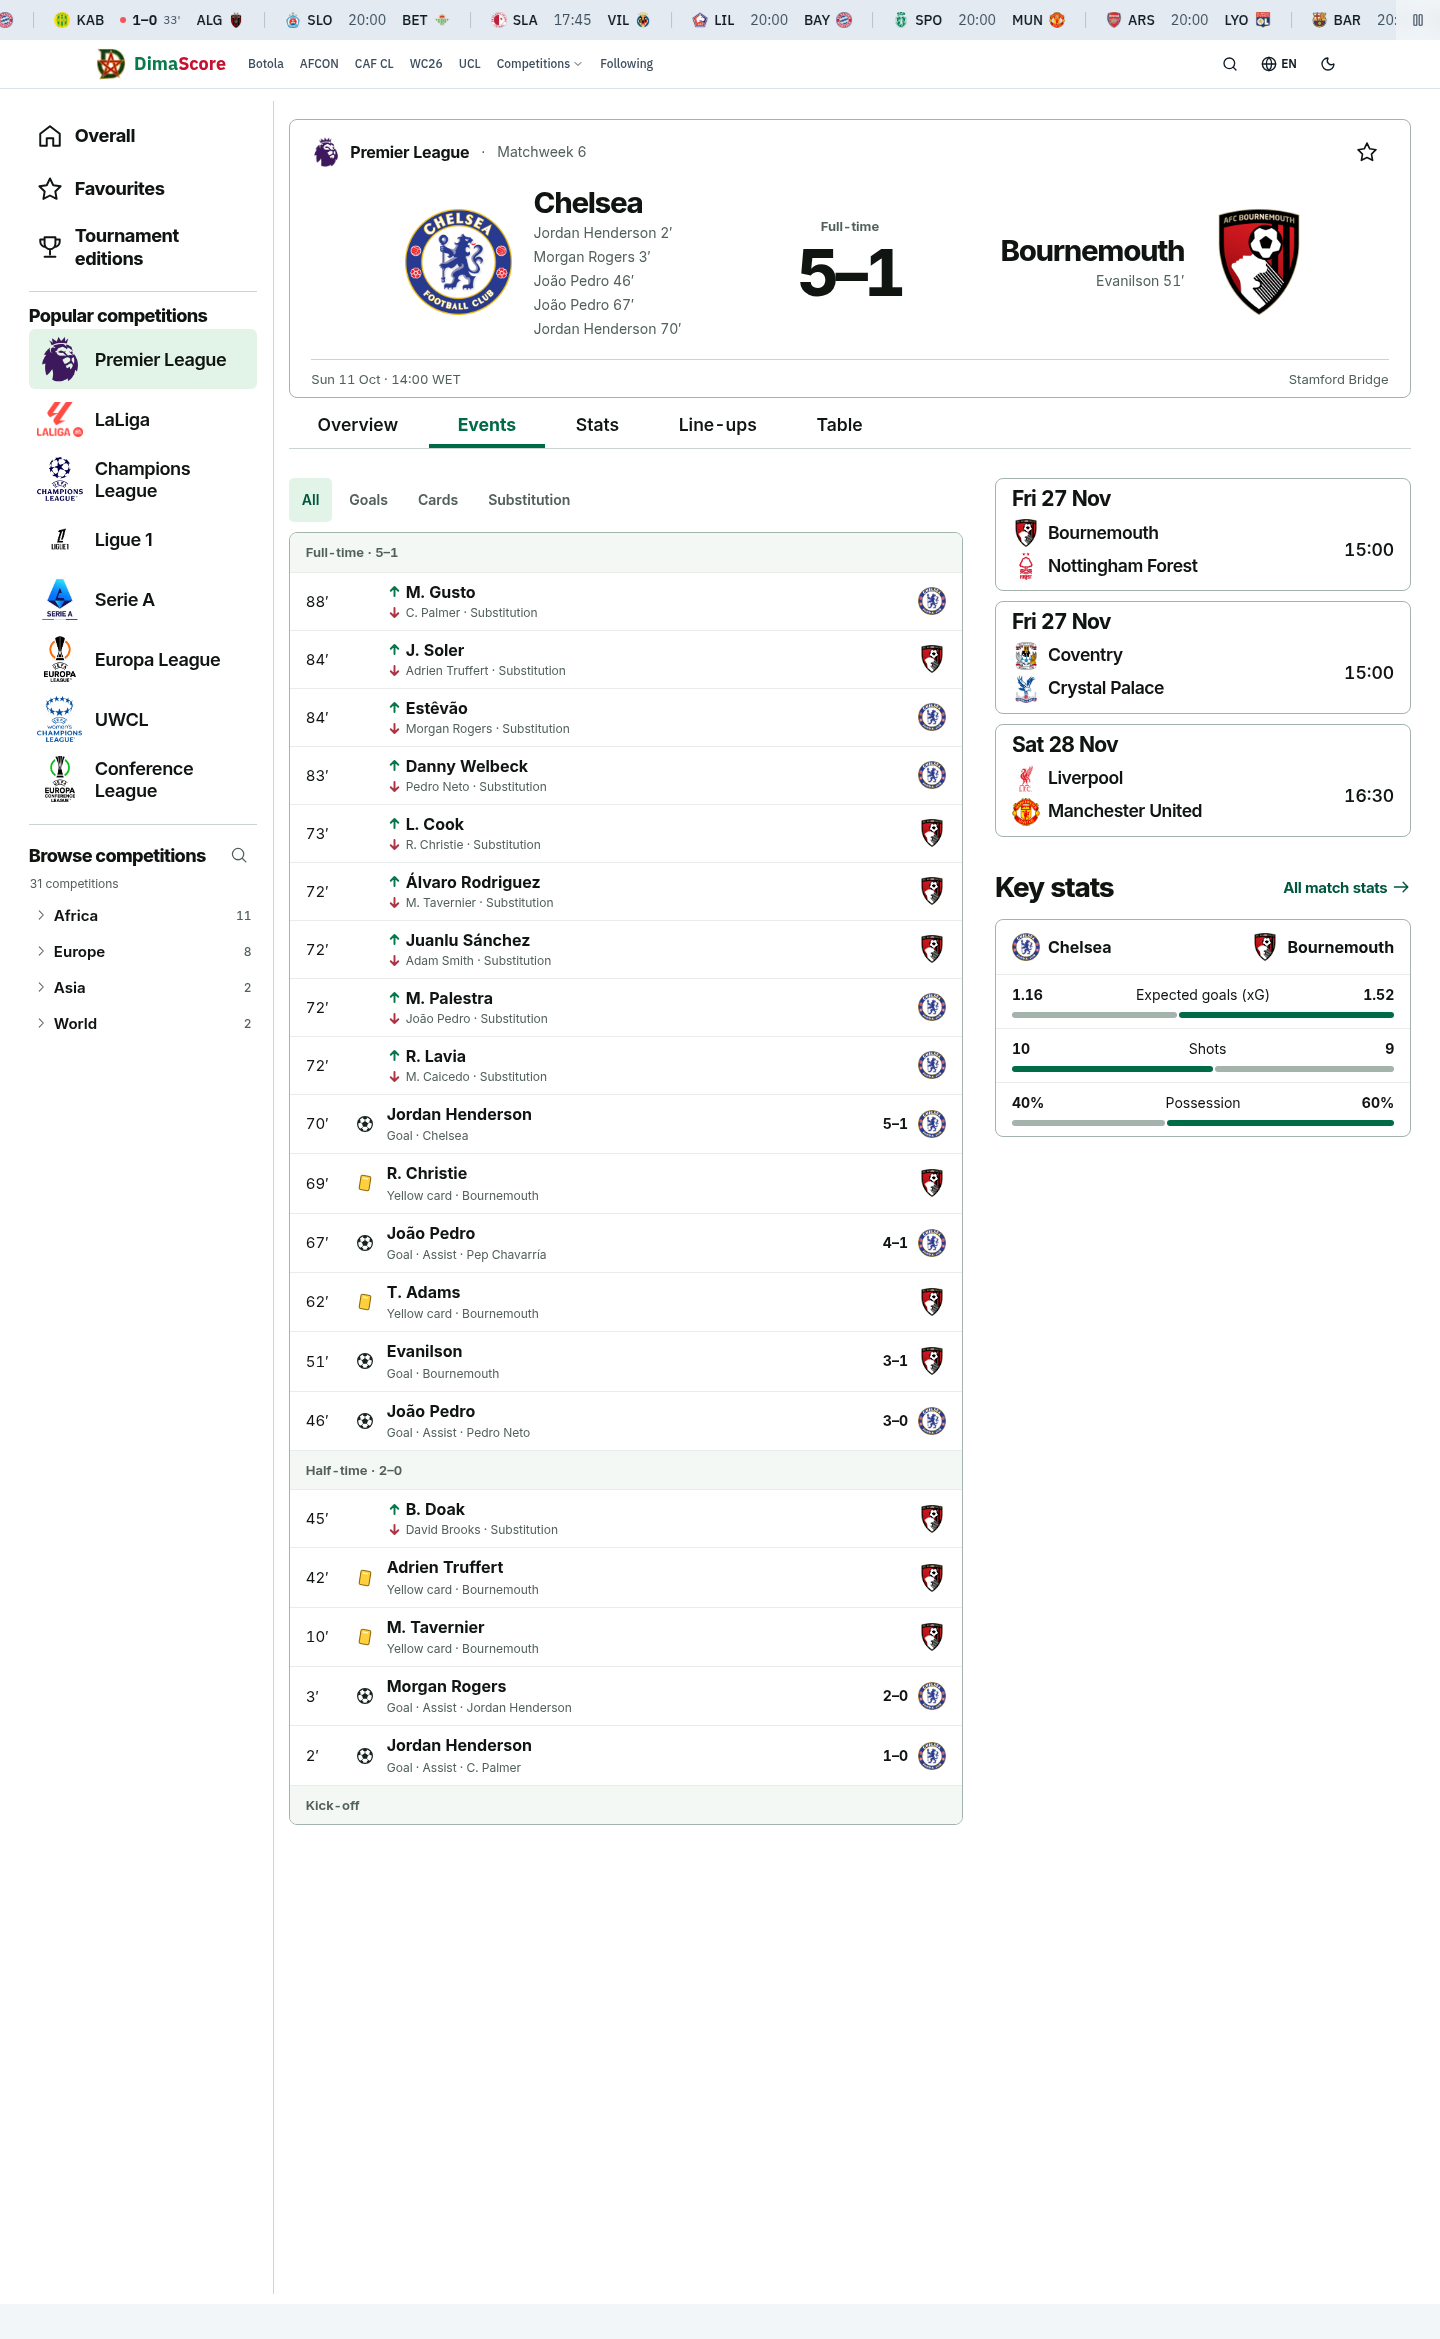 KAB 1–0 33' ALG
SLO 20:00 BET
SLA 17:45 VIL
LIL 20:00 BAY
SPO 20:00 MUN
ARS 20:00 LYO
BAR 20:
DimaScore Botola AFCON CAF CL WC26 UCL Competitions Following EN
Overall
Favourites
Tournament
editions
Popular competitions
Premier League
LaLiga
Champions
League
Ligue 1
Serie A
Europa League
UWCL
Conference
League
Browse competitions
31 competitions
Africa 11
Europe 8
Asia 2
World 2
Premier League · Matchweek 6
CHELSEA
FOOTBALL CLUB
Chelsea
Jordan Henderson 2'
Morgan Rogers 3'
João Pedro 46'
João Pedro 67'
Jordan Henderson 70'
Full-time
5–1
Bournemouth
Evanilson 51'
AFC BOURNEMOUTH
Sun 11 Oct · 14:00 WET Stamford Bridge
Overview Events Stats Line-ups Table
All Goals Cards Substitution
Full-time · 5–1
88' M. Gusto
C. Palmer · Substitution
84' J. Soler
Adrien Truffert · Substitution
84' Estêvão
Morgan Rogers · Substitution
83' Danny Welbeck
Pedro Neto · Substitution
73' L. Cook
R. Christie · Substitution
72' Álvaro Rodriguez
M. Tavernier · Substitution
72' Juanlu Sánchez
Adam Smith · Substitution
72' M. Palestra
João Pedro · Substitution
72' R. Lavia
M. Caicedo · Substitution
70' Jordan Henderson 5–1
Goal · Chelsea
69' R. Christie
Yellow card · Bournemouth
67' João Pedro 4–1
Goal · Assist · Pep Chavarría
62' T. Adams
Yellow card · Bournemouth
51' Evanilson 3–1
Goal · Bournemouth
46' João Pedro 3–0
Goal · Assist · Pedro Neto
Half-time · 2–0
45' B. Doak
David Brooks · Substitution
42' Adrien Truffert
Yellow card · Bournemouth
10' M. Tavernier
Yellow card · Bournemouth
3' Morgan Rogers 2–0
Goal · Assist · Jordan Henderson
2' Jordan Henderson 1–0
Goal · Assist · C. Palmer
Kick-off
Fri 27 Nov
Bournemouth
Nottingham Forest
15:00
Fri 27 Nov
Coventry
Crystal Palace
15:00
Sat 28 Nov
Liverpool
Manchester United
16:30
Key stats All match stats
Chelsea Bournemouth
1.16 Expected goals (xG) 1.52
10 Shots 9
40% Possession 60%